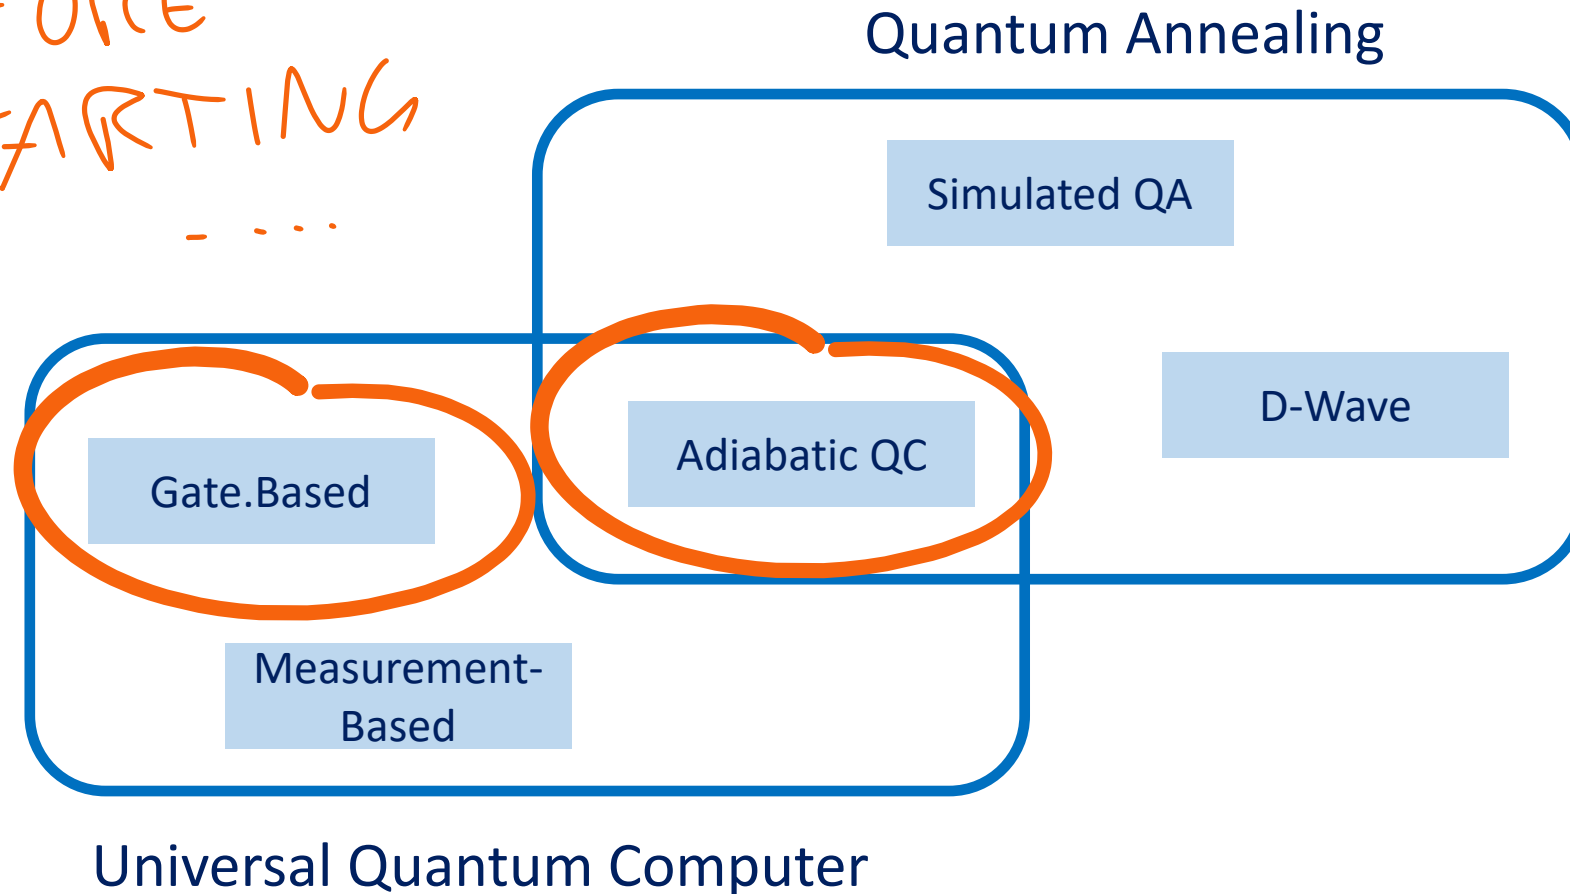 Quantum Annealing
Simulated QA
D-Wave
Adiabatic QC
Gate.Based
Measurement-
Based
Universal Quantum Computer